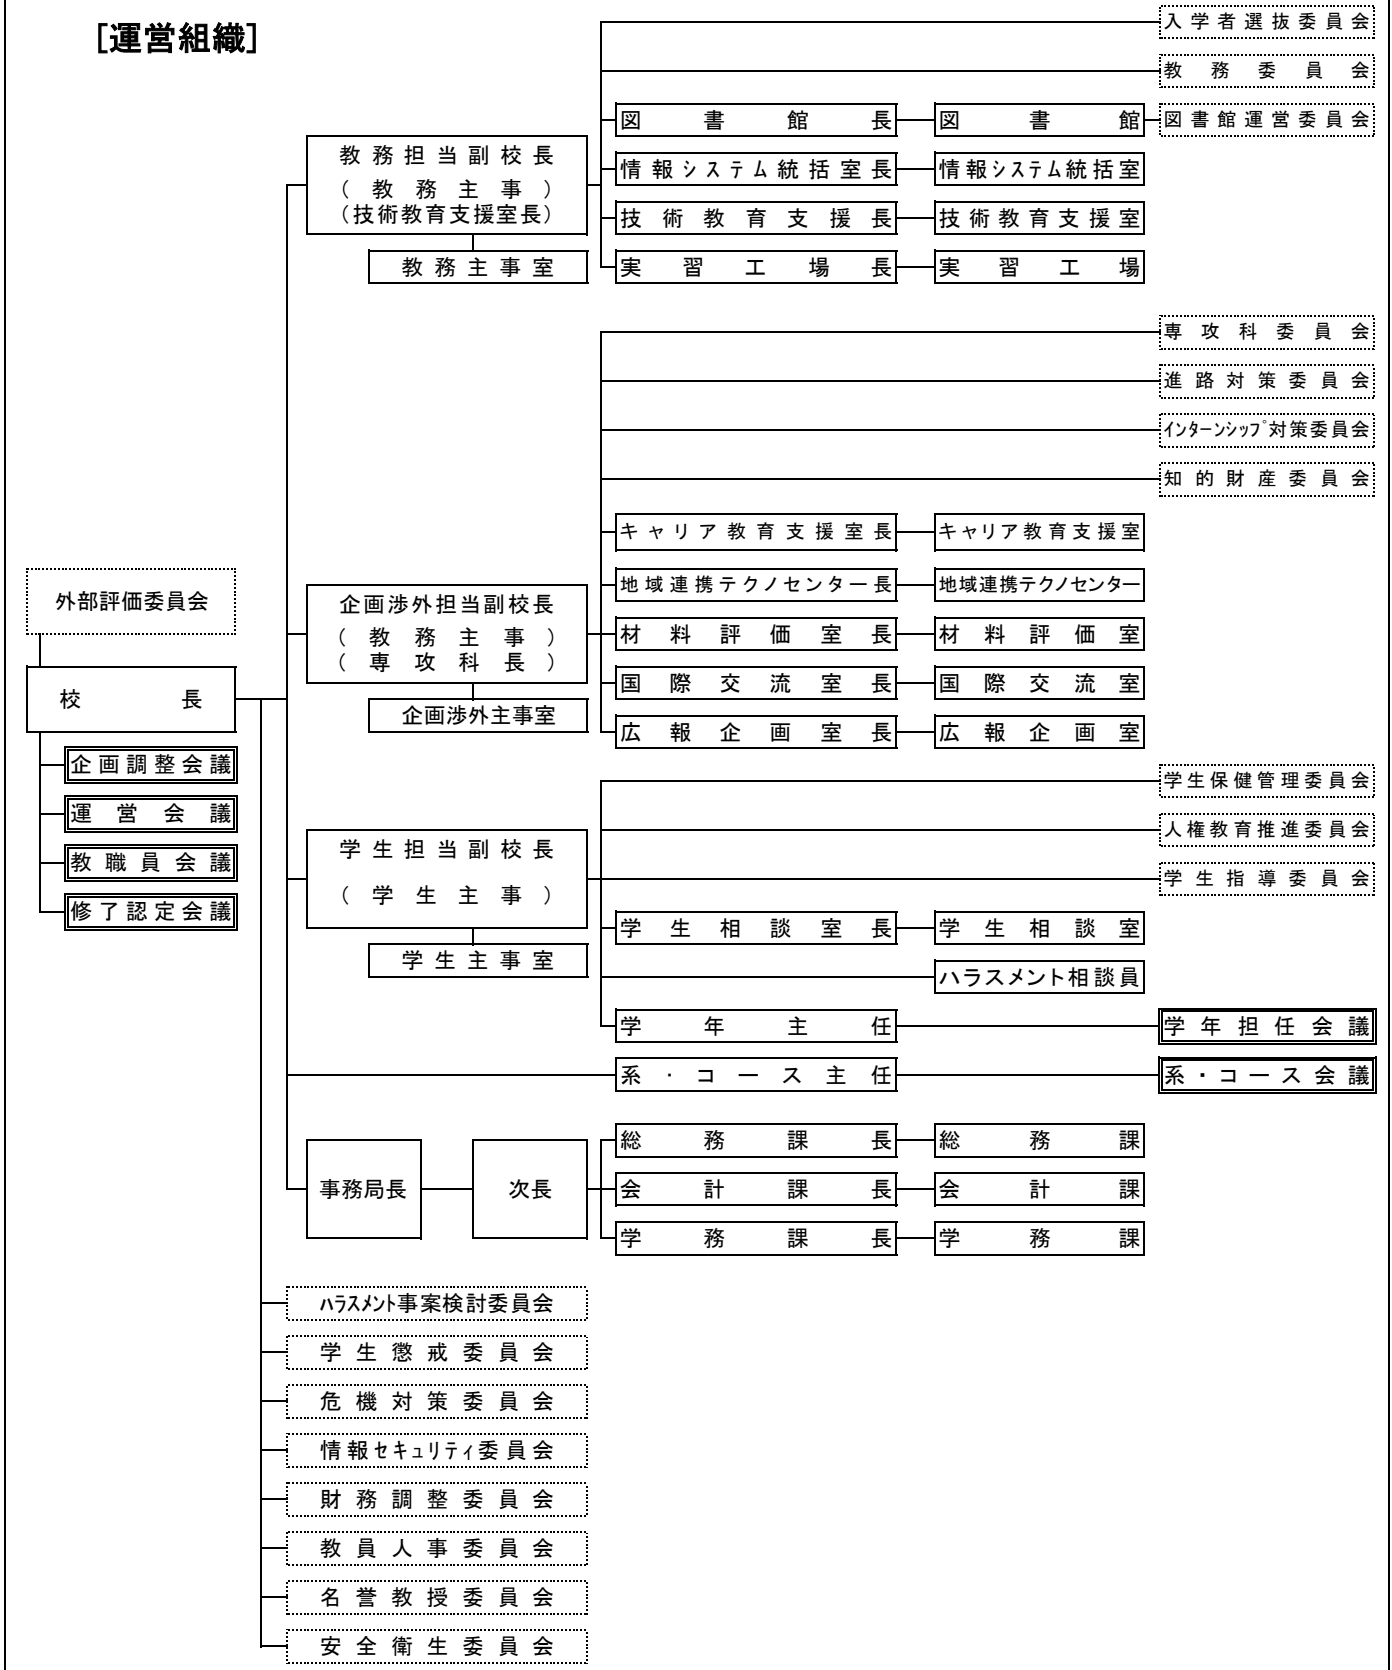 [運営組織]
入学者選抜委員会
教務委員会
図書館長
図書館
図書館運営委員会
教務担当副校長
（教務主事）
（技術教育支援室長）
教務主事室
情報システム統括室長
情報システム統括室
技術教育支援長
技術教育支援室
実習工場長
実習工場
専攻科委員会
進路対策委員会
インターンシップ対策委員会
知的財産委員会
キャリア教育支援室長
キャリア教育支援室
外部評価委員会
企画渉外担当副校長
（教務主事）
（専攻科長）
企画渉外主事室
地域連携テクノセンター長
地域連携テクノセンター
材料評価室長
材料評価室
国際交流室長
国際交流室
広報企画室長
広報企画室
校長
企画調整会議
運営会議
教職員会議
修了認定会議
学生保健管理委員会
人権教育推進委員会
学生指導委員会
学生担当副校長
（学生主事）
学生主事室
学生相談室長
学生相談室
ハラスメント相談員
学年主任
学年担任会議
系・コース主任
系・コース会議
事務局長
次長
総務課長
総務課
会計課長
会計課
学務課長
学務課
ハラスメント事案検討委員会
学生懲戒委員会
危機対策委員会
情報セキュリティ委員会
財務調整委員会
教員人事委員会
名誉教授委員会
安全衛生委員会